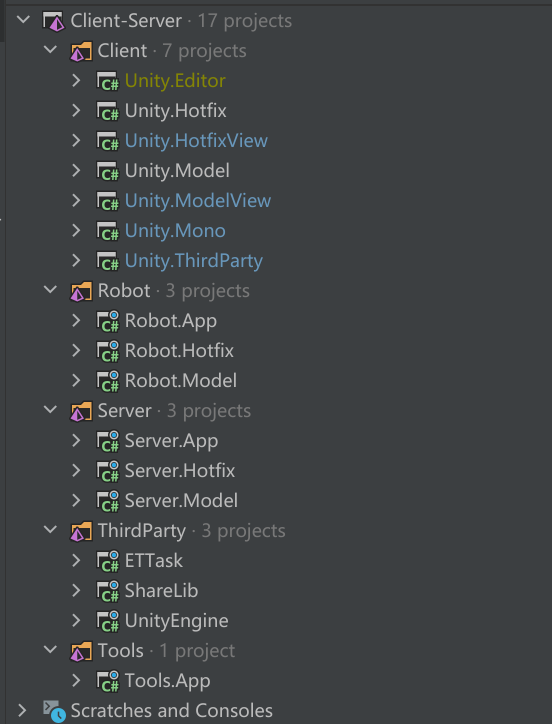 Client-Server · 17 projects
Client · 7 projects
C# Unity.Editor
C# Unity.Hotfix
C# Unity.HotfixView
C# Unity.Model
C# Unity.ModelView
C# Unity.Mono
C# Unity.ThirdParty
Robot · 3 projects
C# Robot.App
C# Robot.Hotfix
C# Robot.Model
Server · 3 projects
C# Server.App
C# Server.Hotfix
C# Server.Model
ThirdParty · 3 projects
C# ETTask
C# ShareLib
C# UnityEngine
Tools · 1 project
C# Tools.App
Scratches and Consoles